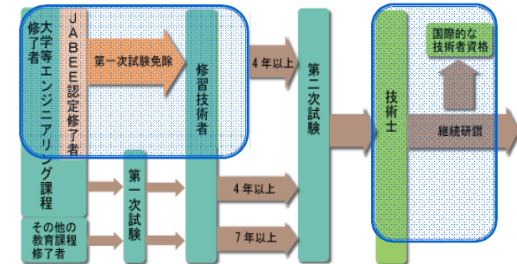 大学等エンジニアリング課程
修了者
JABEE認定修了者
第一次試験免除
修習技術者
4年以上
第二次試験
技術士
国際的な
技術者資格
継続研鑽
第一次試験
4年以上
その他の
教育課程
修了者
7年以上